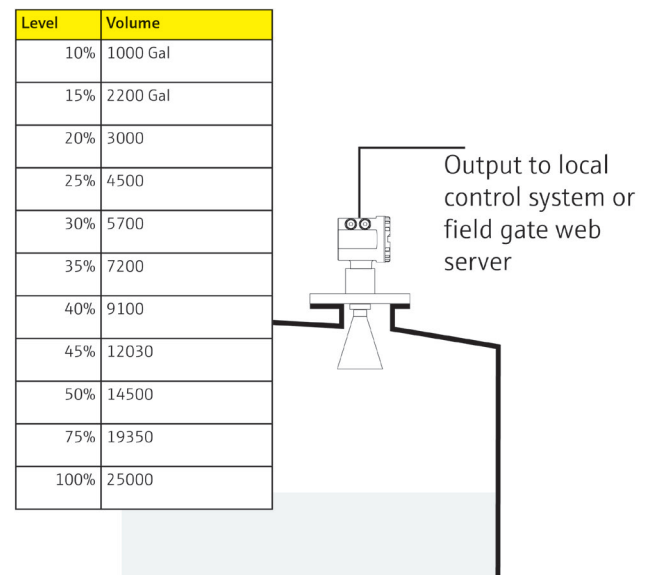 Level Volume
10% 1000 Gal
15% 2200 Gal
20% 3000
25% 4500
30% 5700
35% 7200
40% 9100
45% 12030
50% 14500
75% 19350
100% 25000
Output to local
control system or
field gate web
server